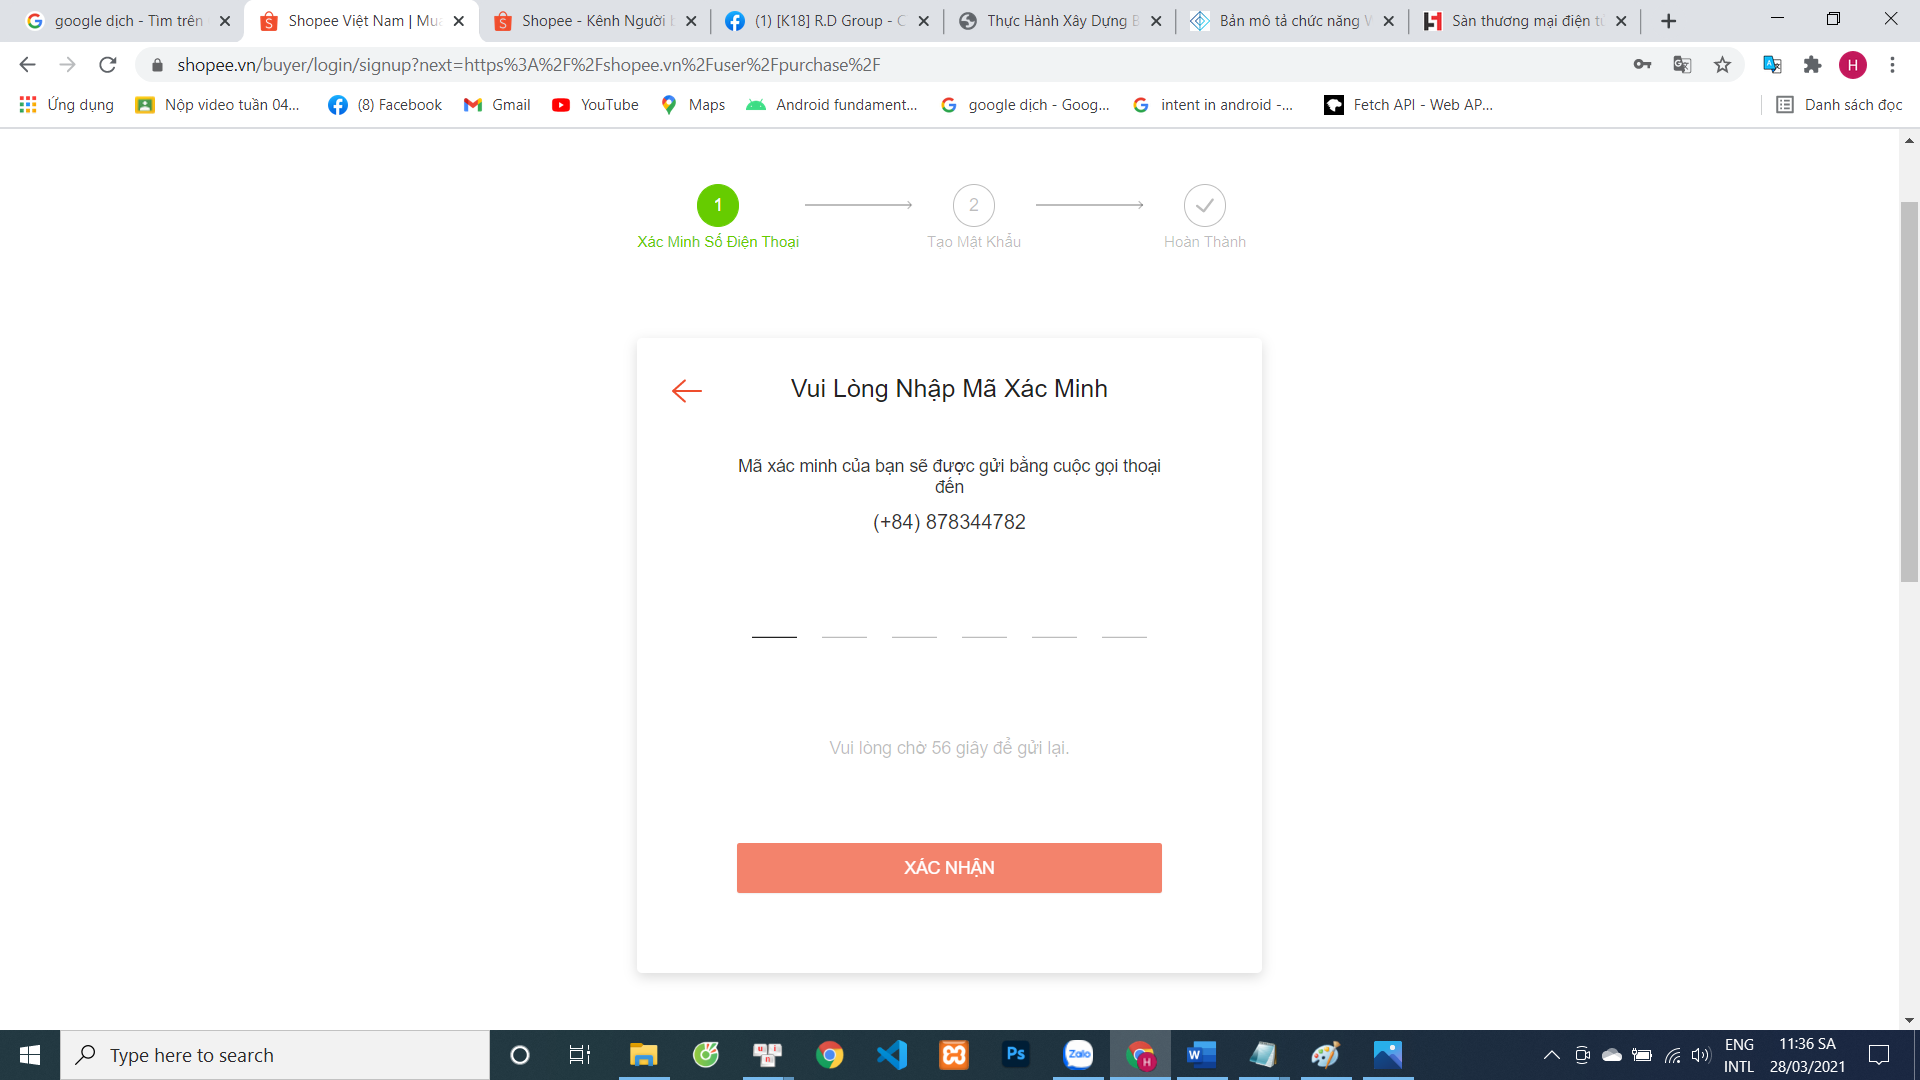 google dịch - Tìm trên
Shopee Việt Nam | Mua
Shopee - Kênh Người b
(1) [K18] R.D Group - C
Thực Hành Xây Dựng B
Bản mô tả chức năng V
Sàn thương mại điện tử
shopee.vn/buyer/login/signup?next=https%3A%2F%2Fshopee.vn%2Fuser%2Fpurchase%2F
H
Ứng dụng
Nộp video tuần 04...
(8) Facebook
Gmail
YouTube
Maps
Android fundament...
google dịch - Goog...
intent in android -...
Fetch API - Web AP...
Danh sách đọc
1
2
Xác Minh Số Điện Thoại
Tạo Mật Khẩu
Hoàn Thành
Vui Lòng Nhập Mã Xác Minh
Mã xác minh của bạn sẽ được gửi bằng cuộc gọi thoại
đến
(+84) 878344782
Vui lòng chờ 56 giây để gửi lại.
XÁC NHẬN
Type here to search
Ps
Zalo
H
W
ENG
INTL
11:36 SA
28/03/2021